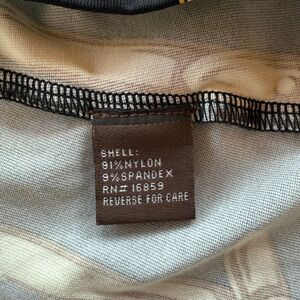 SHELL:
91%NYLON
9%SPANDEX
RN# 16859
REVERSE FOR CARE